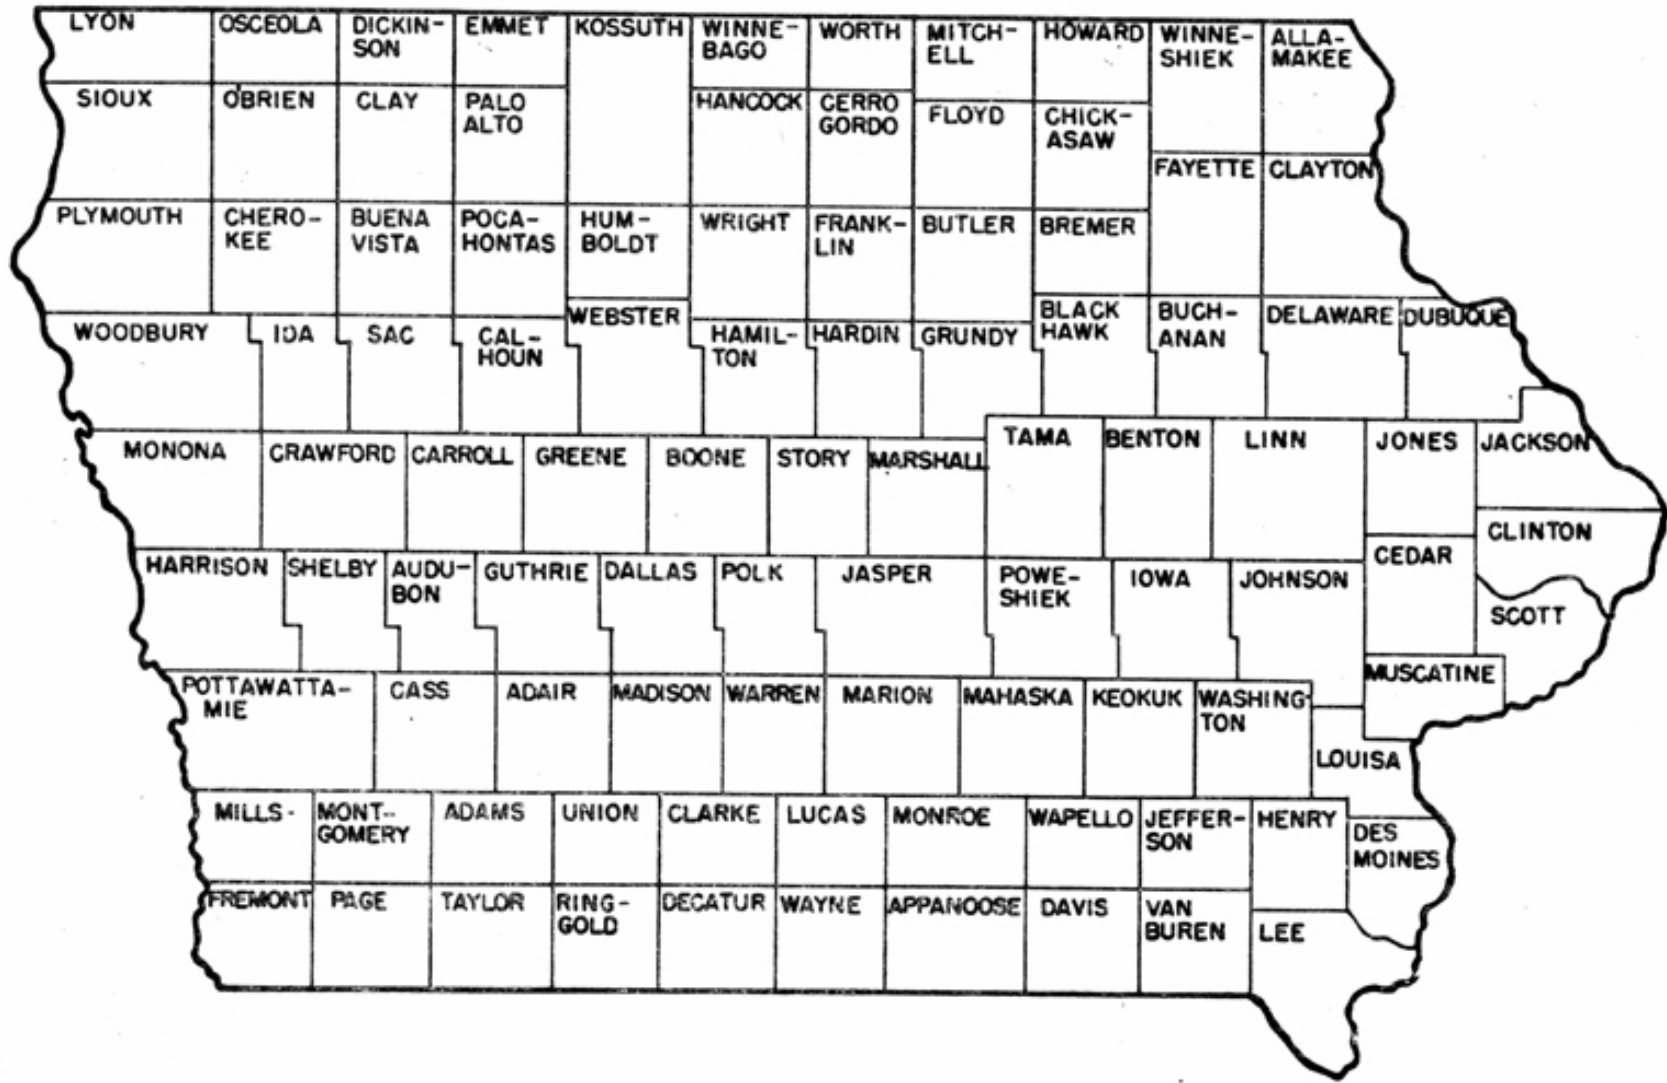 LYON
OSCEOLA
DICKIN-
SON
EMMET
KOSSUTH
WINNE-
BAGO
WORTH
MITCH-
ELL
HOWARD
WINNE-
SHIEK
ALLA-
MAKEE
SIOUX
O'BRIEN
CLAY
PALO
ALTO
HANCOCK
CERRO
GORDO
FLOYD
CHICK-
ASAW
FAYETTE
CLAYTON
PLYMOUTH
CHERO-
KEE
BUENA
VISTA
POCA-
HONTAS
HUM-
BOLDT
WRIGHT
FRANK-
LIN
BUTLER
BREMER
WOODBURY
IDA
SAC
CAL-
HOUN
WEBSTER
HAMIL-
TON
HARDIN
GRUNDY
BLACK
HAWK
BUCH-
ANAN
DELAWARE
DUBUQUE
MONONA
CRAWFORD
CARROLL
GREENE
BOONE
STORY
MARSHALL
TAMA
BENTON
LINN
JONES
JACKSON
CLINTON
CEDAR
HARRISON
SHELBY
AUDU-
BON
GUTHRIE
DALLAS
POLK
JASPER
POWE-
SHIEK
IOWA
JOHNSON
SCOTT
MUSCATINE
POTTAWATTA-
MIE
CASS
ADAIR
MADISON
WARREN
MARION
MAHASKA
KEOKUK
WASHING-
TON
LOUISA
MILLS-
MONT-
GOMERY
ADAMS
UNION
CLARKE
LUCAS
MONROE
WAPELLO
JEFFER-
SON
HENRY
DES
MOINES
FREMONT
PAGE
TAYLOR
RING-
GOLD
DECATUR
WAYNE
APPANOOSE
DAVIS
VAN
BUREN
LEE